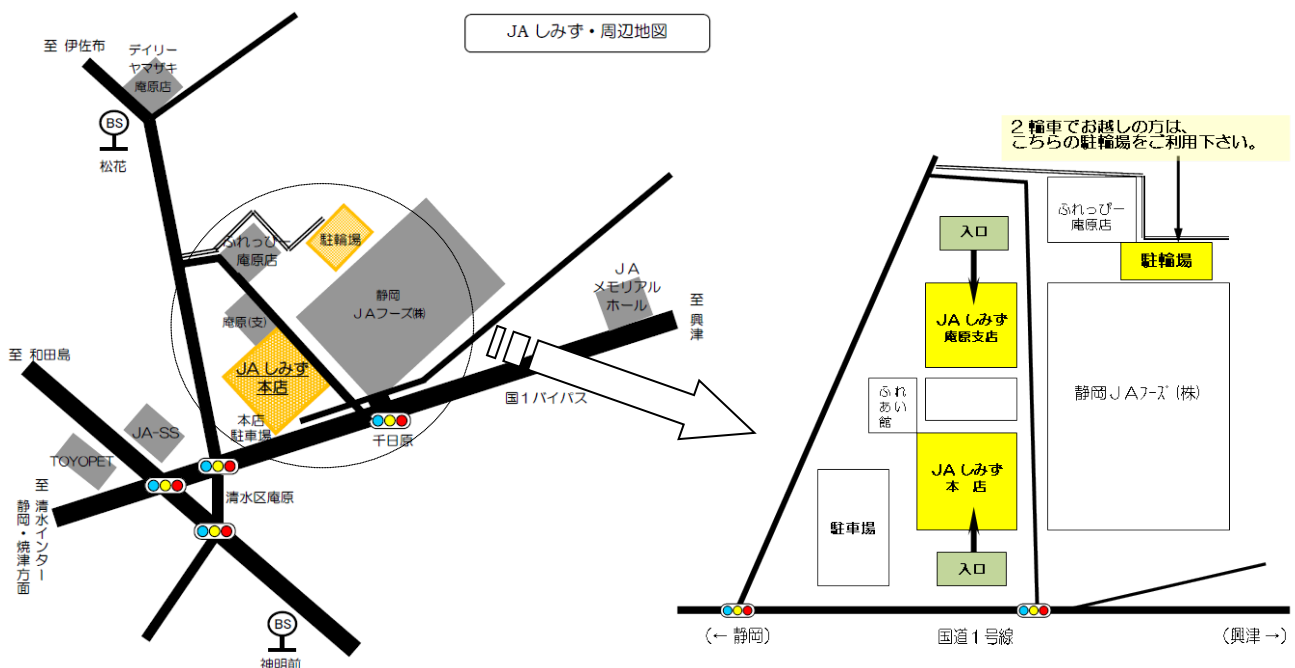 JA しみず・周辺地図
至 伊佐布
デイリー
ヤマザキ
庵原店
BS
松花
ふれっぴー
庵原店
駐輪場
静岡
JAフーズ㈱
庵原(支)
JA しみず
本店
本店
駐車場
JA
メモリアル
ホール
至 興津
至 和田島
JA-SS
TOYOPET
国1バイパス
千日原
清水区庵原
至 清水インター
静岡・焼津方面
BS
神明前
2 輪車でお越しの方は、
こちらの駐輪場をご利用下さい。
ふれっぴー
庵原店
入口
駐輪場
JA しみず
庵原支店
ふれ
あい
館
静岡JAフーズ(株)
JA しみず
本 店
駐車場
入口
(← 静岡)
国道1号線
(興津 →)